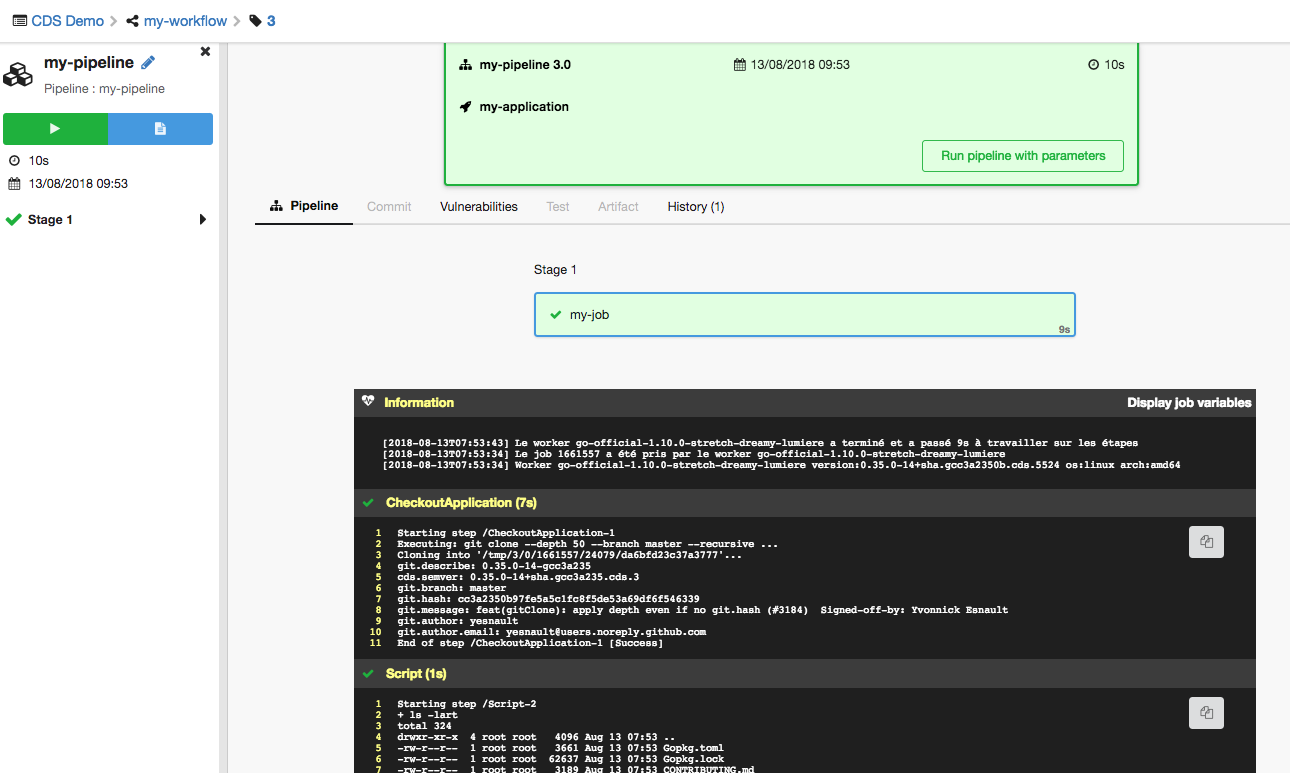 CDS Demo my-workflow 3
my-pipeline
Pipeline : my-pipeline
10s
13/08/2018 09:53
Stage 1
my-pipeline 3.0 13/08/2018 09:53 10s
my-application
Run pipeline with parameters
Pipeline Commit Vulnerabilities Test Artifact History (1)
Stage 1
my-job
9s
Information Display job variables
[2018-08-13T07:53:43] Le worker go-official-1.10.0-stretch-dreamy-lumiere a terminé et a passé 9s à travailler sur les étapes
[2018-08-13T07:53:34] Le job 1661557 a été pris par le worker go-official-1.10.0-stretch-dreamy-lumiere
[2018-08-13T07:53:34] Worker go-official-1.10.0-stretch-dreamy-lumiere version:0.35.0-14+sha.gcc3a2350b.cds.5524 os:linux arch:amd64
CheckoutApplication (7s)
1 Starting step /CheckoutApplication-1
2 Executing: git clone --depth 50 --branch master --recursive ...
3 Cloning into '/tmp/3/0/1661557/24079/da6bfd23c37a3777'...
4 git.describe: 0.35.0-14-gcc3a235
5 cds.semver: 0.35.0-14+sha.gcc3a235.cds.3
6 git.branch: master
7 git.hash: cc3a2350b97fe5a5c1fc8f5de53a69df6f546339
8 git.message: feat(gitClone): apply depth even if no git.hash (#3184)  Signed-off-by: Yvonnick Esnault
9 git.author: yesnault
10 git.author.email: yesnault@users.noreply.github.com
11 End of step /CheckoutApplication-1 [Success]
Script (1s)
1 Starting step /Script-2
2 + ls -lart
3 total 324
4 drwxr-xr-x 4 root root 4096 Aug 13 07:53 ..
5 -rw-r--r-- 1 root root 3661 Aug 13 07:53 Gopkg.toml
6 -rw-r--r-- 1 root root 62637 Aug 13 07:53 Gopkg.lock
7 -rw-r--r-- 1 root root 3189 Aug 13 07:53 CONTRIBUTING.md